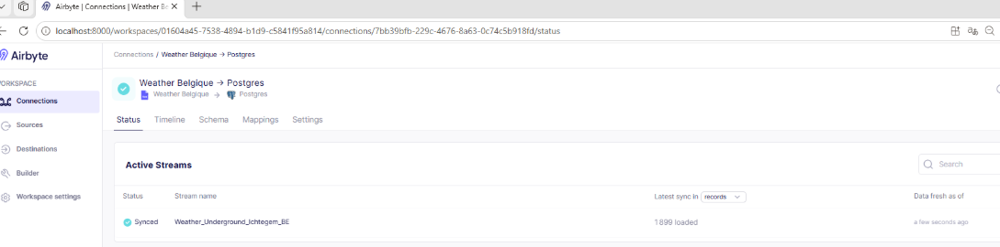 Airbyte | Connections | Weather Be
localhost:8000/workspaces/01604a45-7538-4894-b1d9-c5841f95a814/connections/7bb39bfb-229c-4676-8a63-0c74c5b918fd/status
Airbyte
Connections / Weather Belgique → Postgres
WORKSPACE
Connections
Sources
Destinations
Builder
Workspace settings
Weather Belgique → Postgres
Weather Belgique → Postgres
Status Timeline Schema Mappings Settings
Active Streams
Search
Status Stream name Latest sync in records Data fresh as of
Synced Weather_Underground_Ichtegem_BE 1 899 loaded a few seconds ago